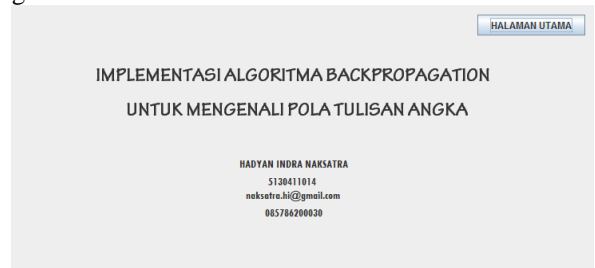 HALAMAN UTAMA
IMPLEMENTASI ALGORITMA BACKPROPAGATION
UNTUK MENGENALI POLA TULISAN ANGKA
HADYAN INDRA NAKSATRA
5130411014
naksatra.hi@gmail.com
085786200030